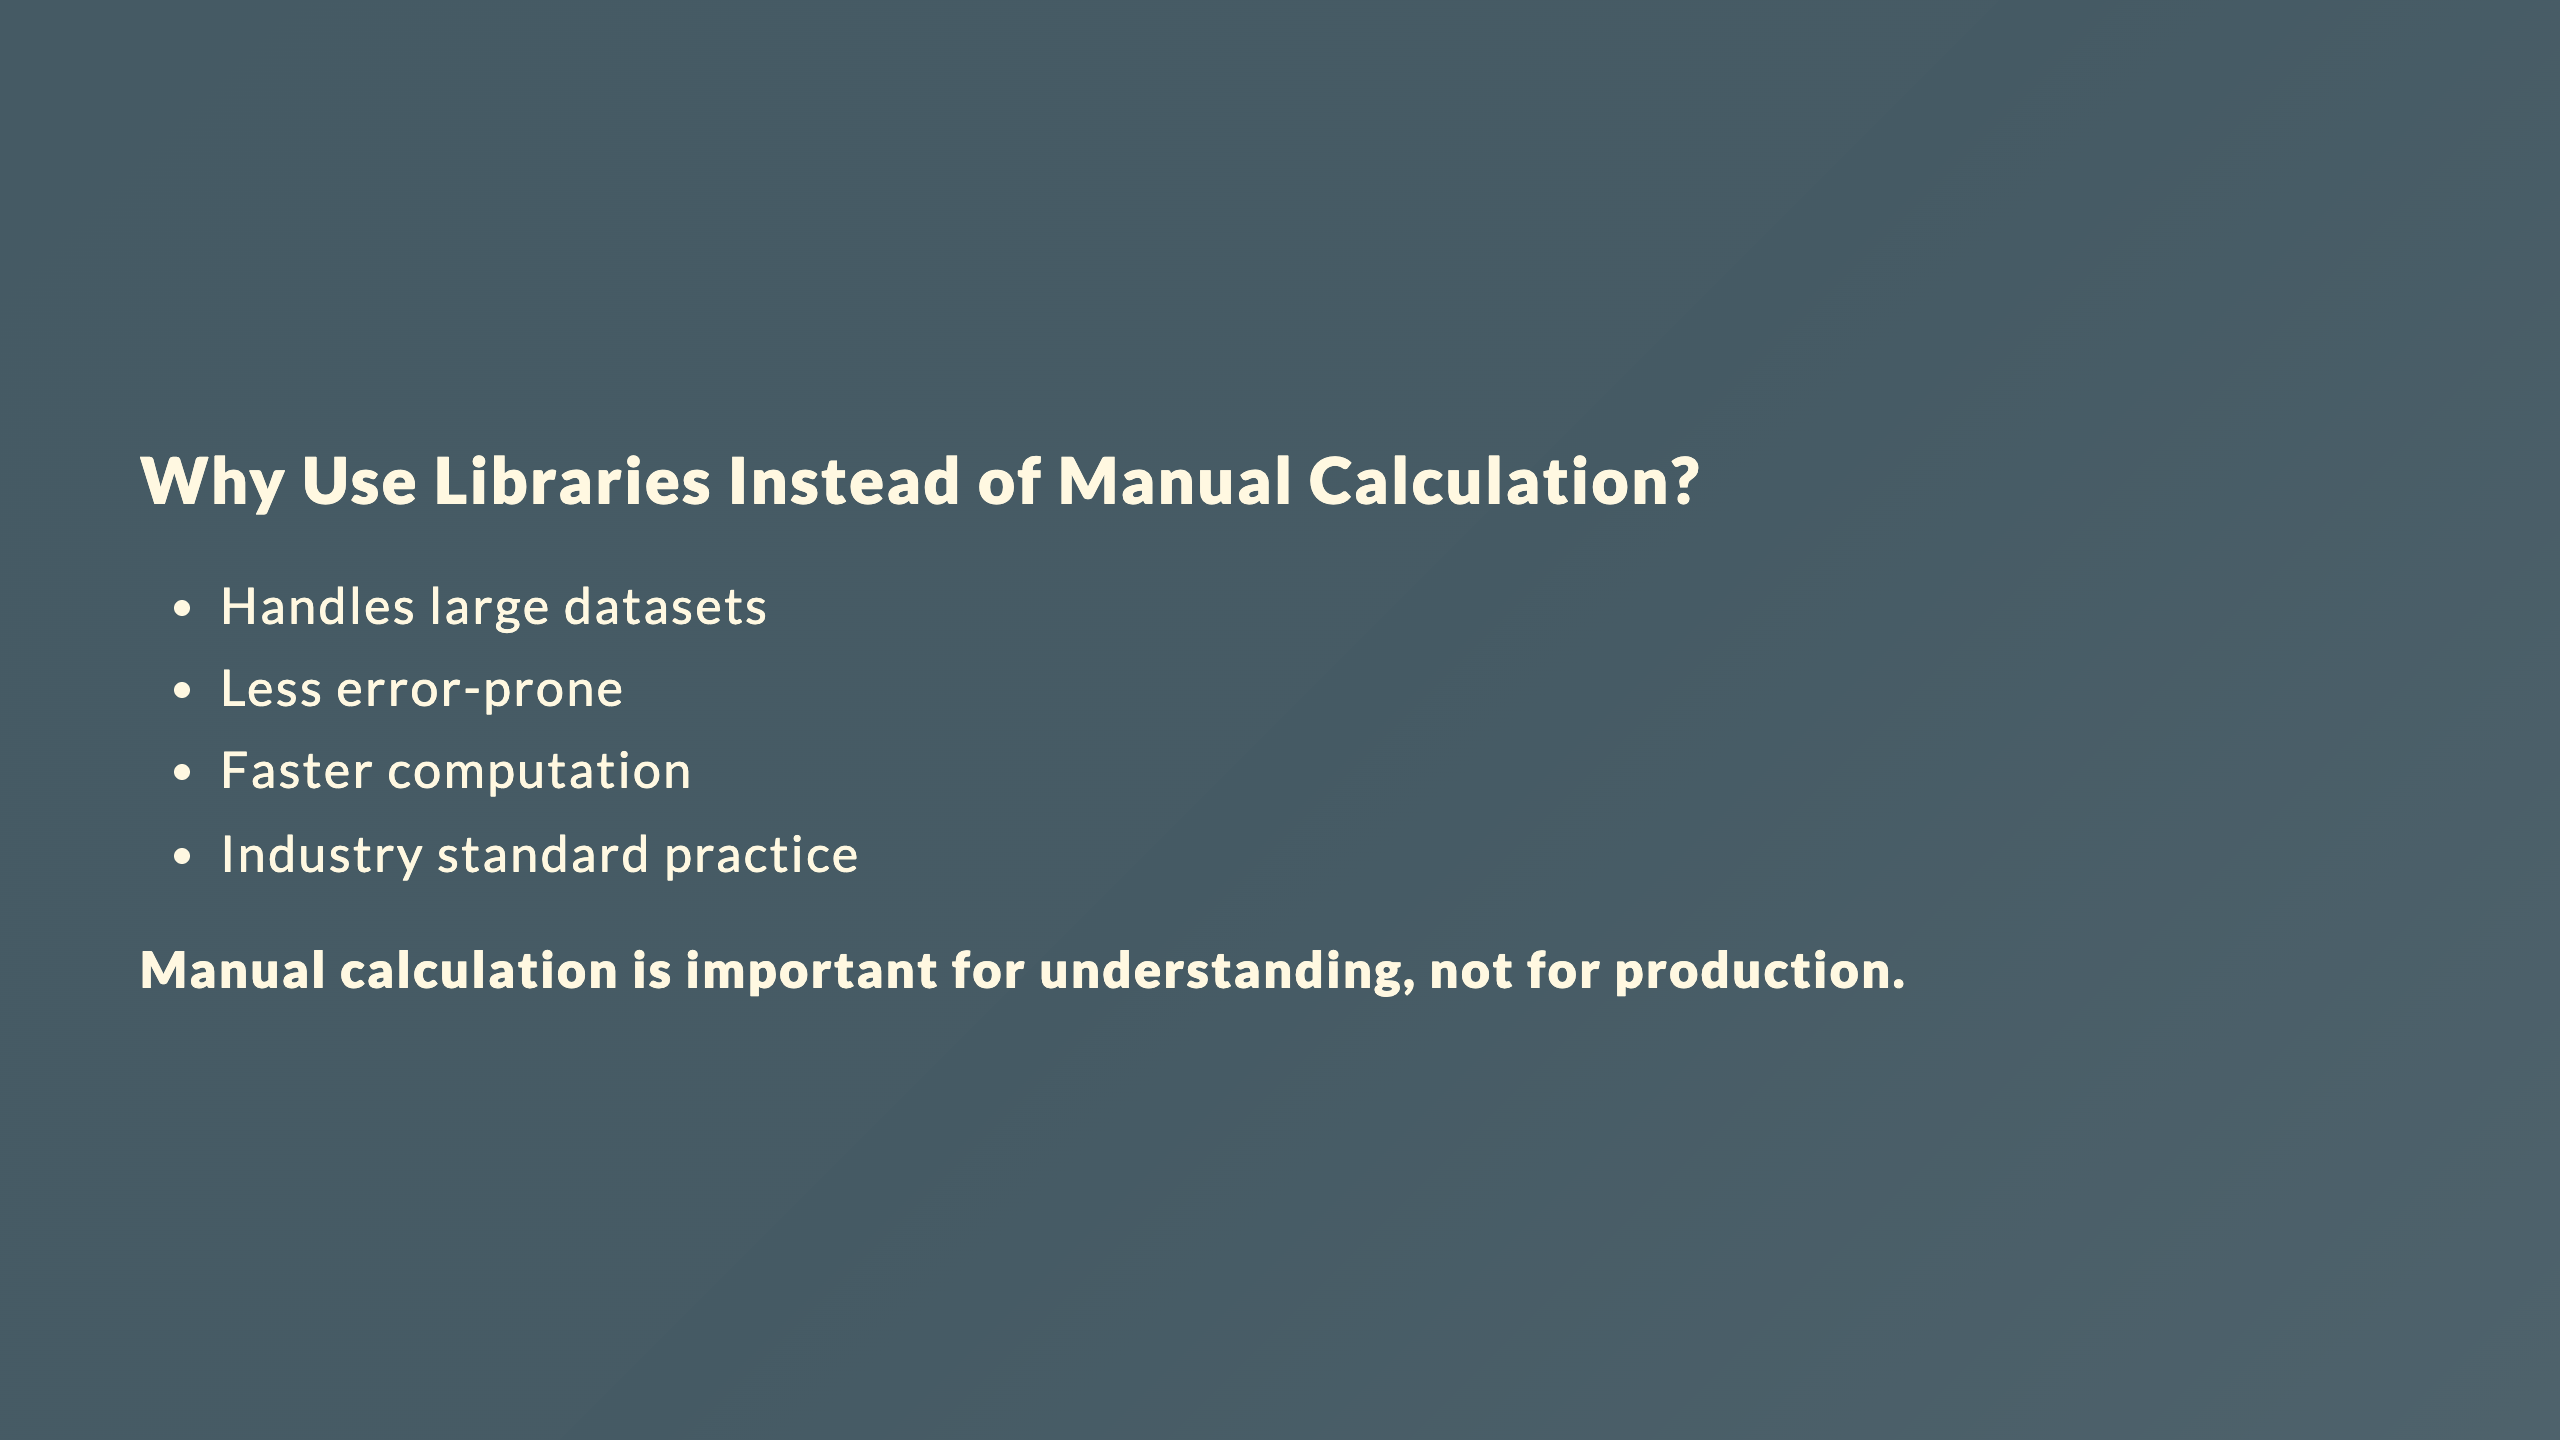 Why Use Libraries Instead of Manual Calculation?
• Handles large datasets
• Less error-prone
• Faster computation
• Industry standard practice
Manual calculation is important for understanding, not for production.